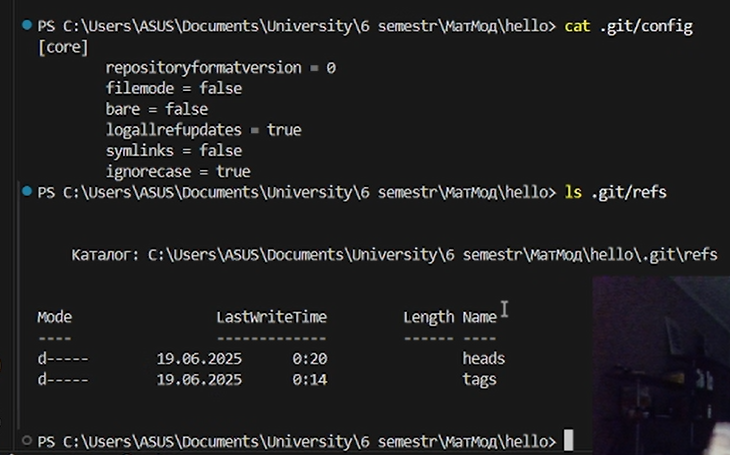 PS C:\Users\ASUS\Documents\University\6 semestr\МатМод\hello> cat .git/config
[core]
repositoryformatversion = 0
filemode = false
bare = false
logallrefupdates = true
symlinks = false
ignorecase = true
PS C:\Users\ASUS\Documents\University\6 semestr\МатМод\hello> ls .git/refs
Каталог: C:\Users\ASUS\Documents\University\6 semestr\МатМод\hello\.git\refs
Mode LastWriteTime Length Name
---- ------------- ------ ----
d----- 19.06.2025 0:20 heads
d----- 19.06.2025 0:14 tags
PS C:\Users\ASUS\Documents\University\6 semestr\МатМод\hello>